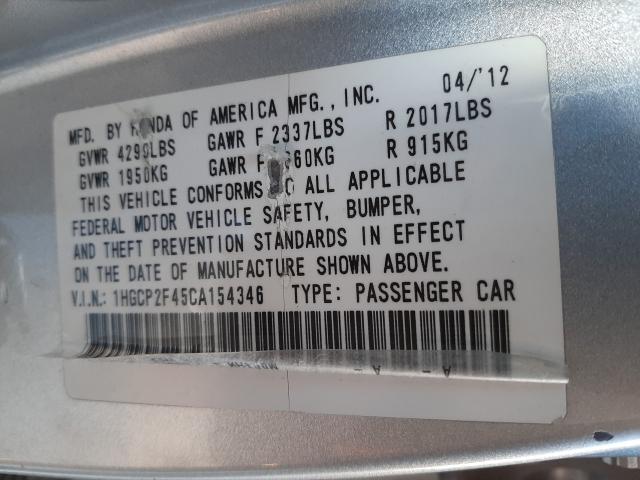 04/'12
MFD. BY OF AMERICA MFG., INC.
GVWR 4299LBS GAWR F 2337LBS R 2017LBS
GVWR 1950KG GAWR F R 915KG
THIS VEHICLE CONFORMS ALL APPLICABLE
FEDERAL MOTOR VEHICLE SAFETY, BUMPER,
AND THEFT PREVENTION STANDARDS IN EFFECT
ON THE DATE OF MANUFACTURE SHOWN ABOVE.
V.I.N.: 1HGCP2F45CA154346 TYPE: PASSENGER CAR